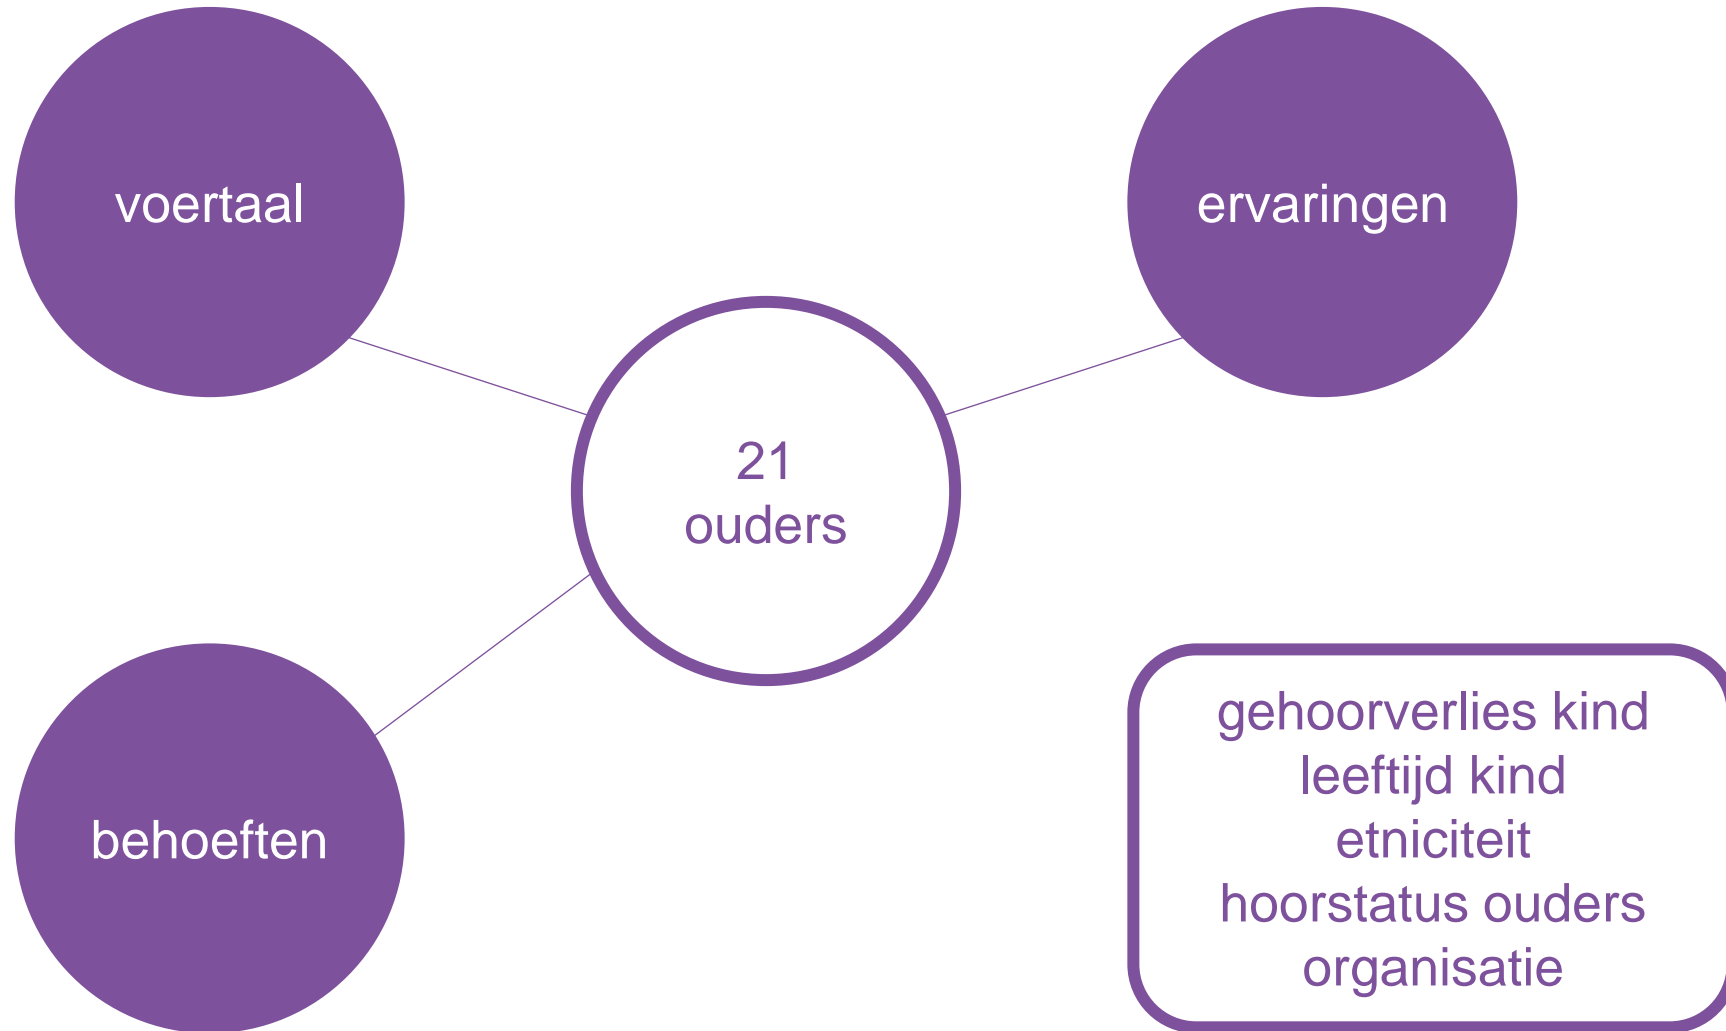 voertaal
ervaringen
21
ouders
behoeften
gehoorverlies kind
leeftijd kind
etniciteit
hoorstatus ouders
organisatie